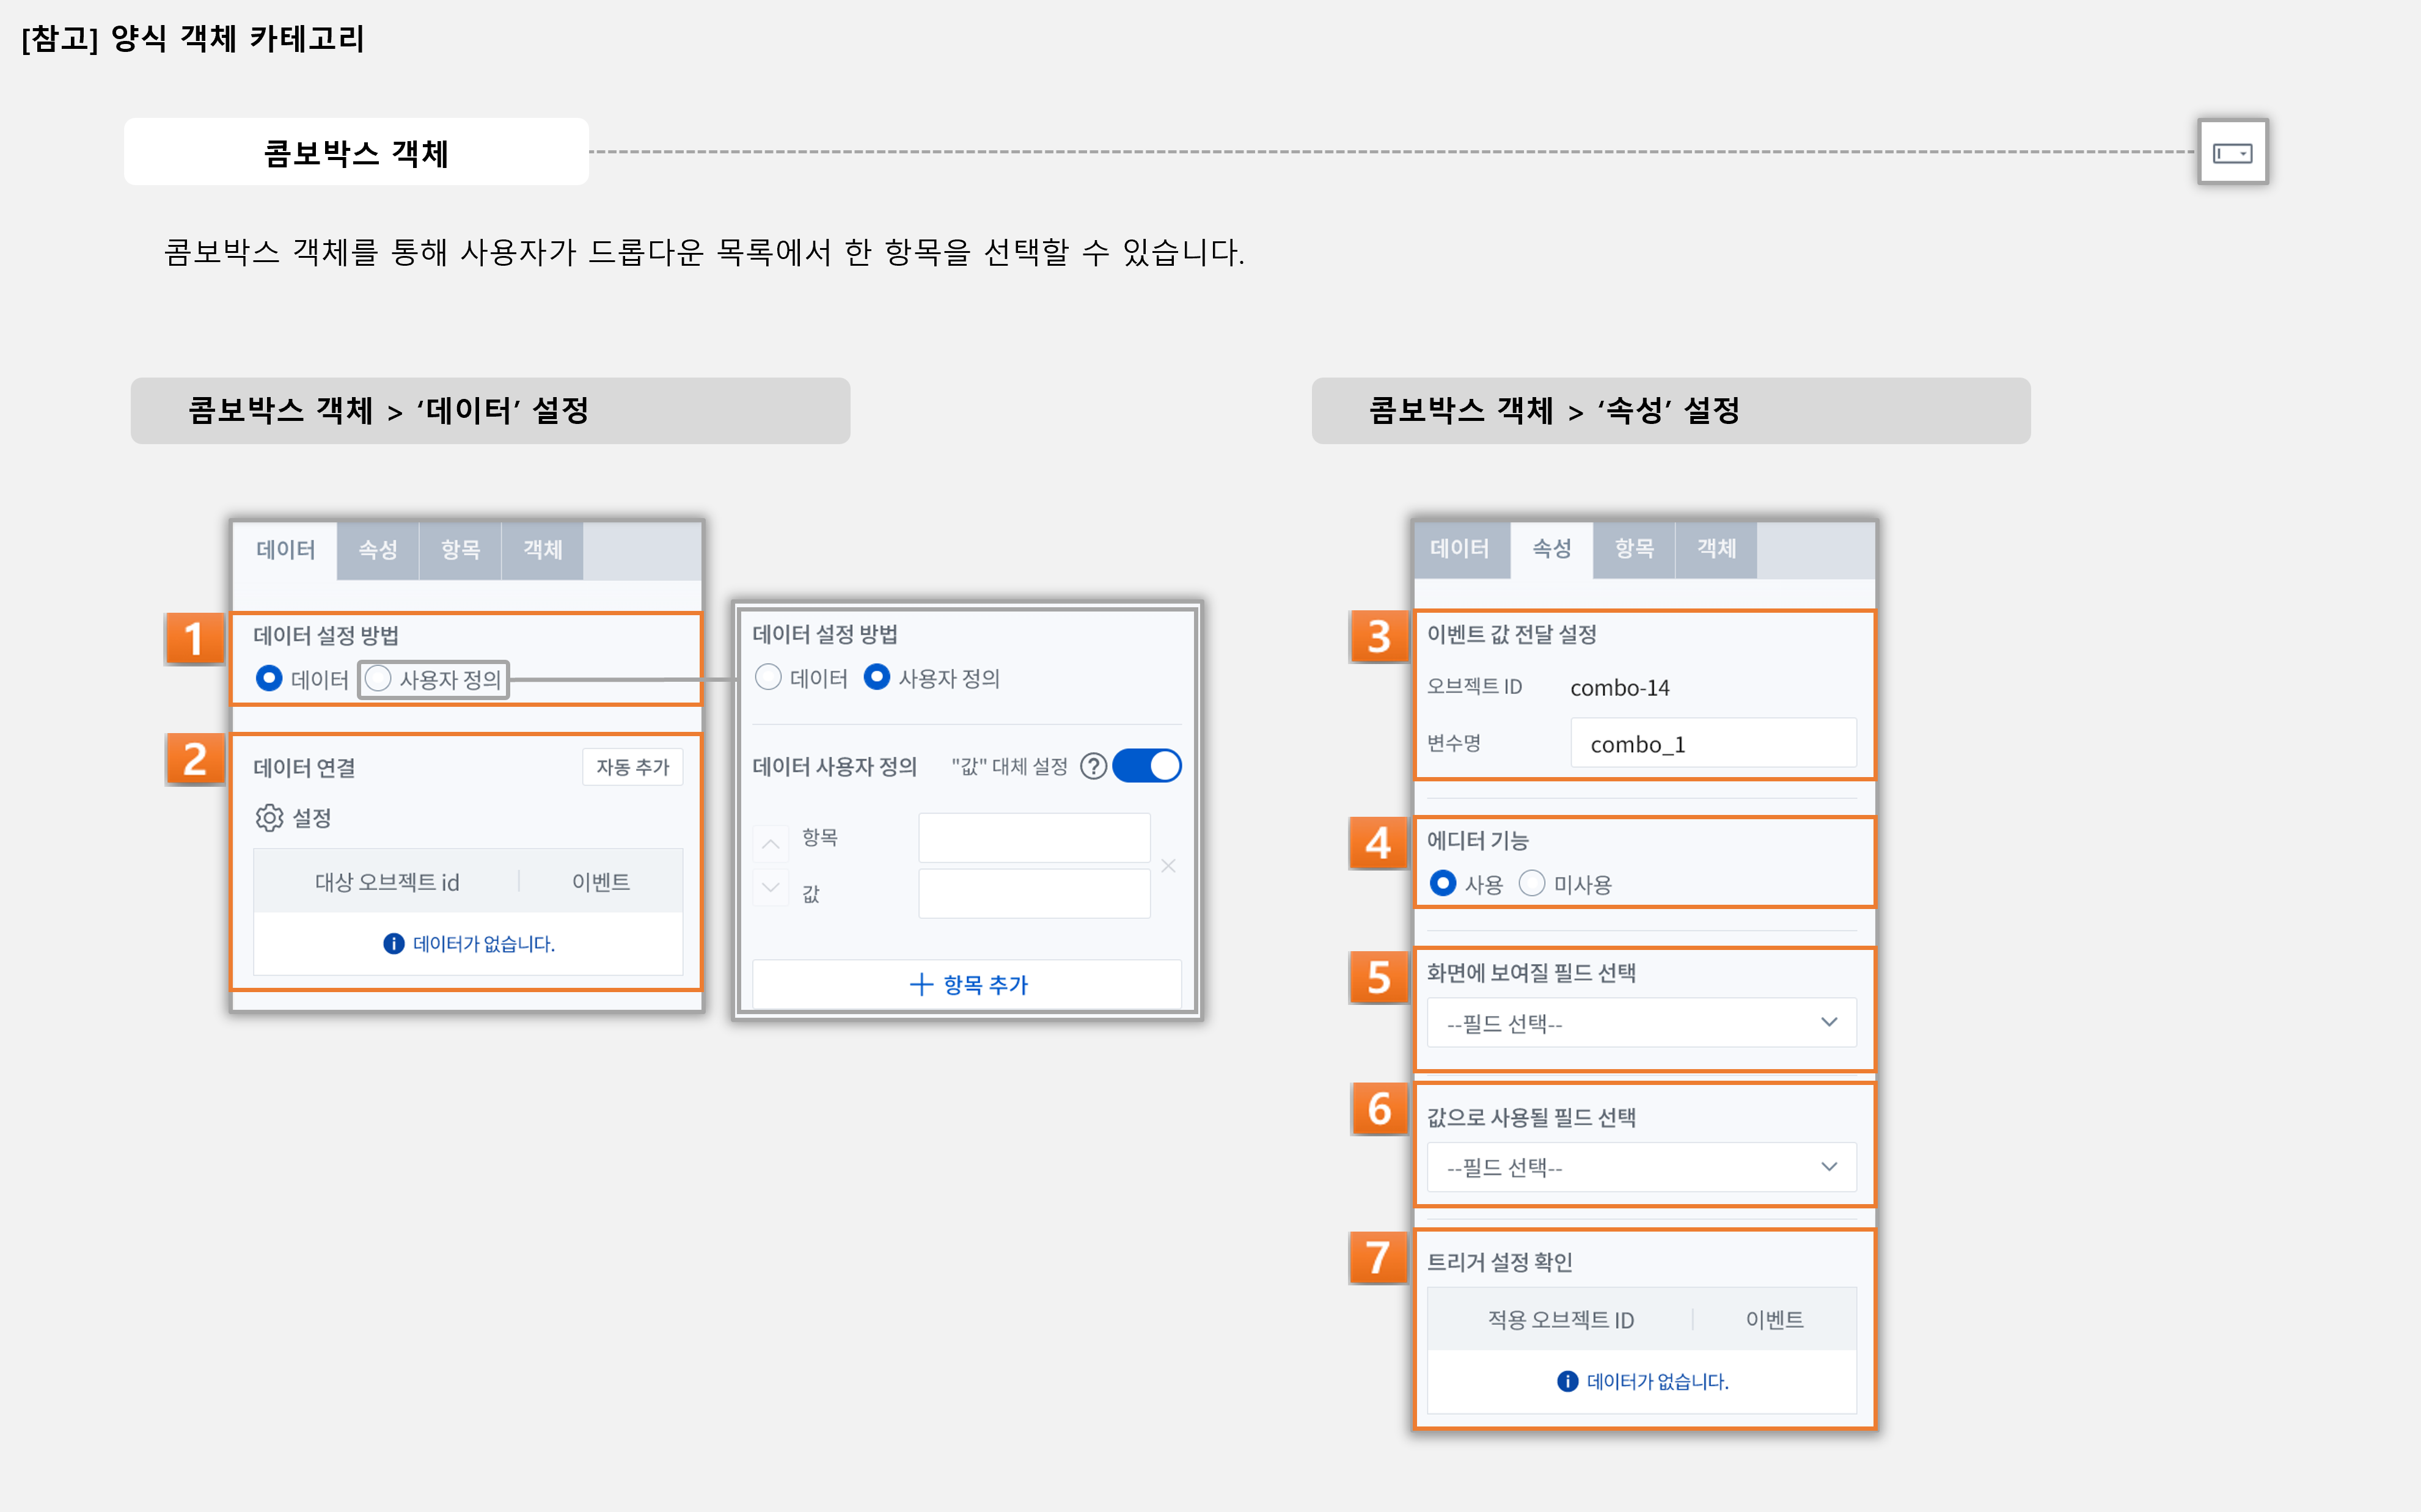 [참고] 양식 객체 카테고리
콤보박스 객체
콤보박스 객체를 통해 사용자가 드롭다운 목록에서 한 항목을 선택할 수 있습니다.
콤보박스 객체 > ‘데이터’ 설정
데이터 속성 항목 객체
1
데이터 설정 방법
데이터 사용자 정의
2
데이터 연결 자동 추가
설정
대상 오브젝트 id 이벤트
데이터가 없습니다.
데이터 설정 방법
데이터 사용자 정의
데이터 사용자 정의 "값" 대체 설정 ?
항목
값
+ 항목 추가
콤보박스 객체 > ‘속성’ 설정
데이터 속성 항목 객체
3
이벤트 값 전달 설정
오브젝트 ID combo-14
변수명 combo_1
4
에디터 기능
사용 미사용
5
화면에 보여질 필드 선택
--필드 선택--
6
값으로 사용될 필드 선택
--필드 선택--
7
트리거 설정 확인
적용 오브젝트 ID 이벤트
데이터가 없습니다.